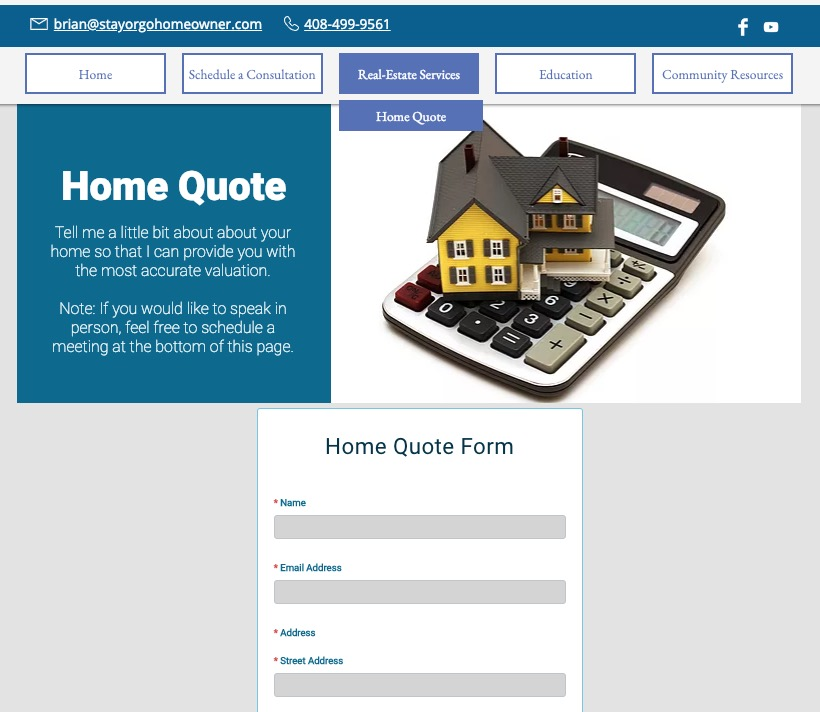 brian@stayorgohomeowner.com 408-499-9561
Home Schedule a Consultation Real-Estate Services Education Community Resources
Home Quote
Home Quote
Tell me a little bit about about your
home so that I can provide you with
the most accurate valuation.
Note: If you would like to speak in
person, feel free to schedule a
meeting at the bottom of this page.
% 0 . = + 3 6 - × ÷ +/-
Home Quote Form
* Name
* Email Address
* Address
* Street Address